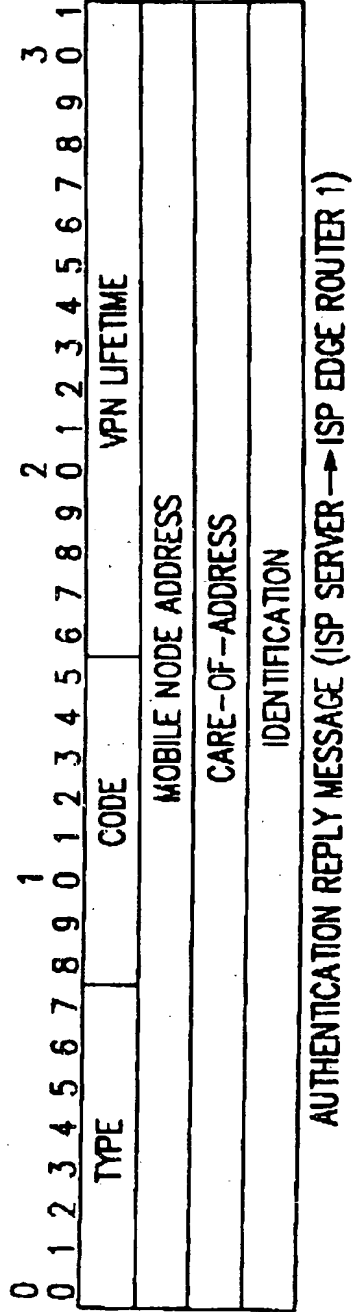 0 1 2 3
0 1 2 3 4 5 6 7 8 9 0 1 2 3 4 5 6 7 8 9 0 1 2 3 4 5 6 7 8 9 0 1
TYPE CODE VPN LIFETIME
MOBILE NODE ADDRESS
CARE-OF-ADDRESS
IDENTIFICATION
AUTHENTICATION REPLY MESSAGE (ISP SERVER → ISP EDGE ROUTER 1)